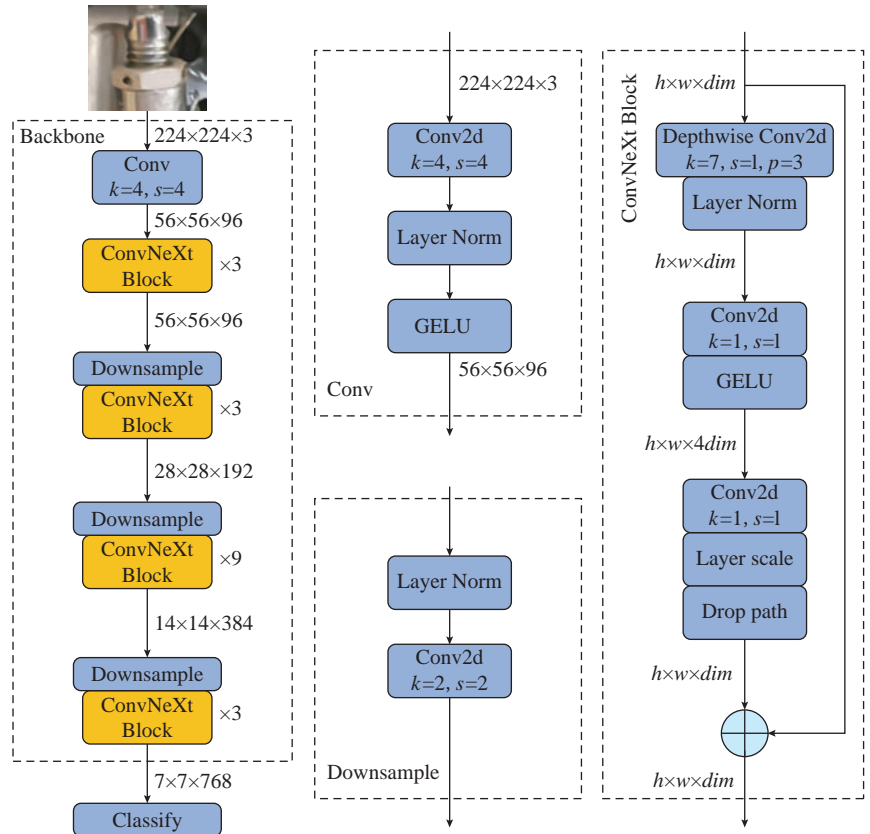 Backbone
224×224×3
Conv
k=4, s=4
56×56×96
ConvNeXt
Block
×3
56×56×96
Downsample
ConvNeXt
Block
×3
28×28×192
Downsample
ConvNeXt
Block
×9
14×14×384
Downsample
ConvNeXt
Block
×3
7×7×768
Classify
224×224×3
Conv2d
k=4, s=4
Layer Norm
GELU
56×56×96
Conv
Layer Norm
Conv2d
k=2, s=2
Downsample
ConvNeXt Block
h×w×dim
Depthwise Conv2d
k=7, s=l, p=3
Layer Norm
h×w×dim
Conv2d
k=1, s=l
GELU
h×w×4dim
Conv2d
k=1, s=l
Layer scale
Drop path
h×w×dim
h×w×dim